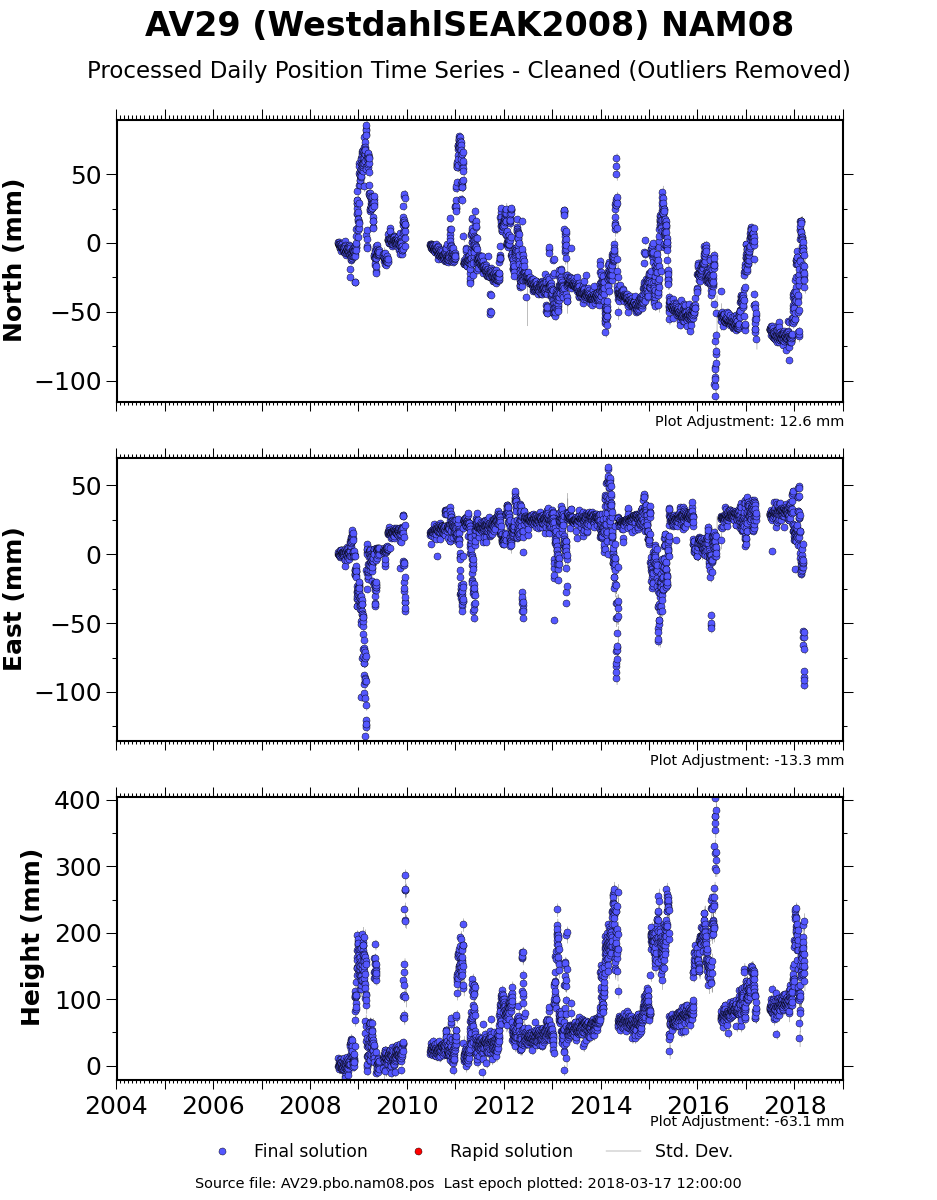 AV29 (WestdahlSEAK2008) NAM08
Processed Daily Position Time Series - Cleaned (Outliers Removed)
North (mm)
50
0
−50
−100
Plot Adjustment: 12.6 mm
East (mm)
50
0
−50
−100
Plot Adjustment: -13.3 mm
Height (mm)
400
300
200
100
0
2004 2006 2008 2010 2012 2014 2016 2018
Plot Adjustment: -63.1 mm
Final solution Rapid solution Std. Dev.
Source file: AV29.pbo.nam08.pos Last epoch plotted: 2018-03-17 12:00:00